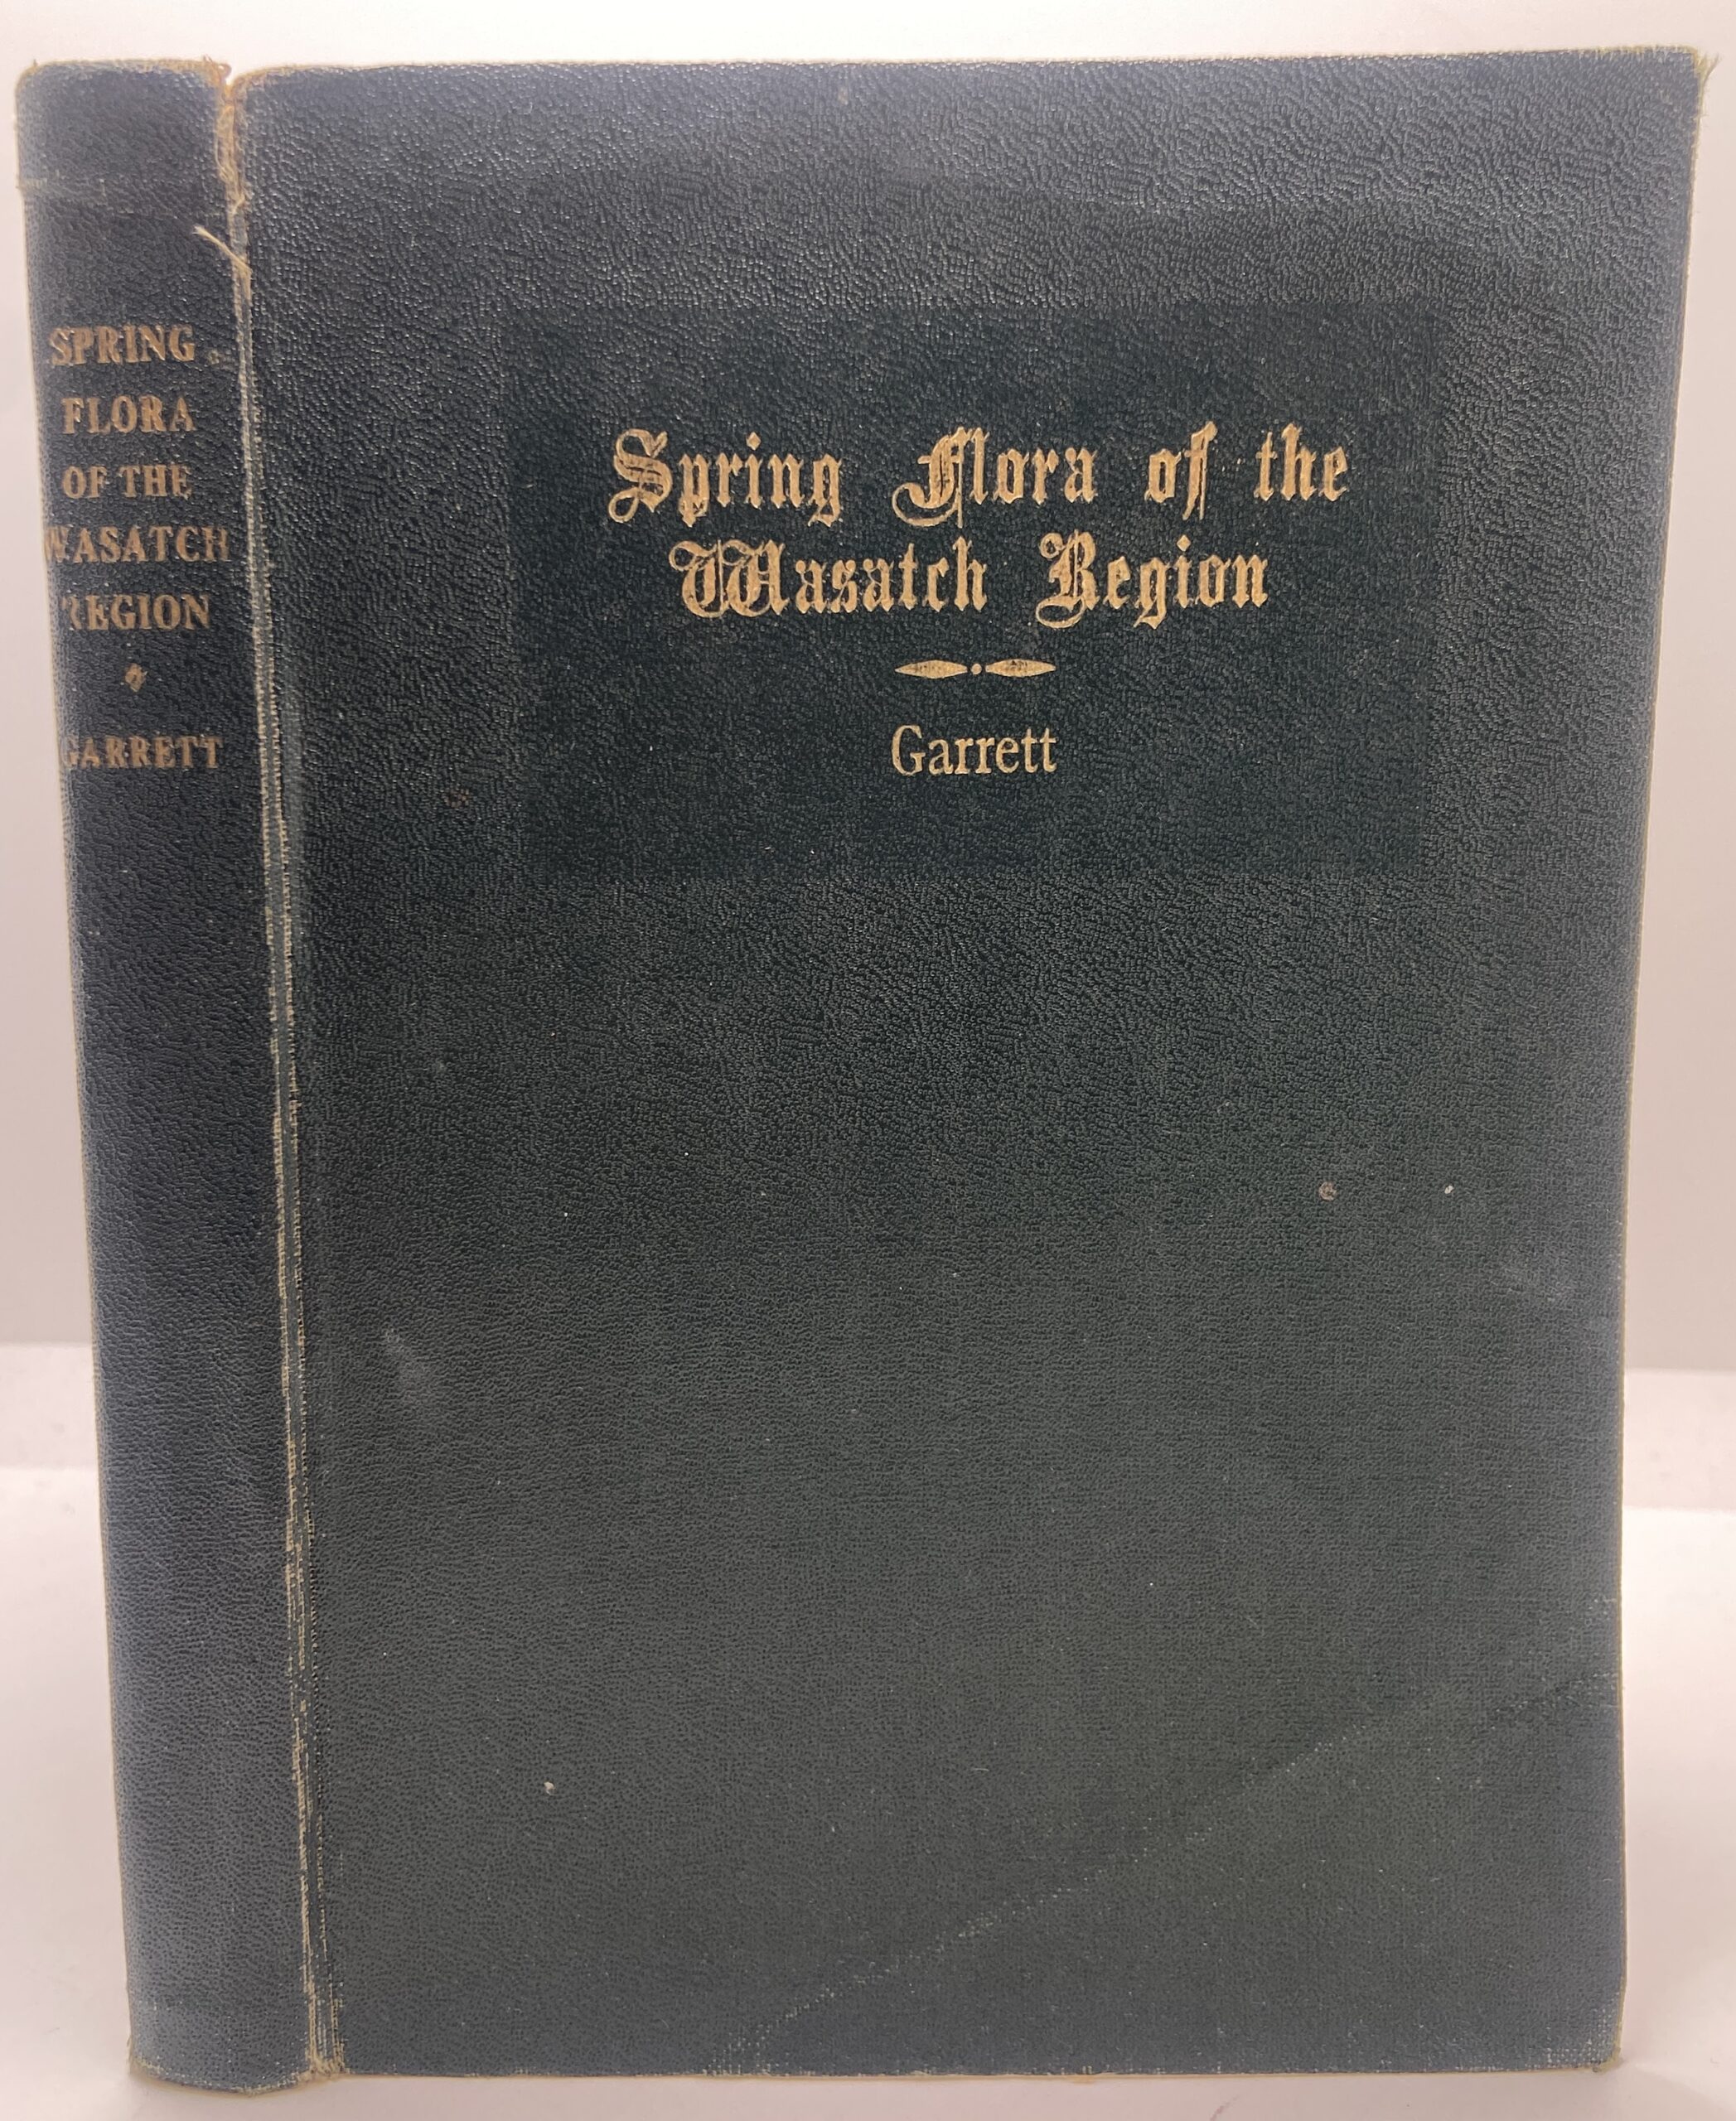 SPRING
FLORA
OF THE
WASATCH
REGION
GARRETT
Spring Flora of the
Wasatch Region
Garrett